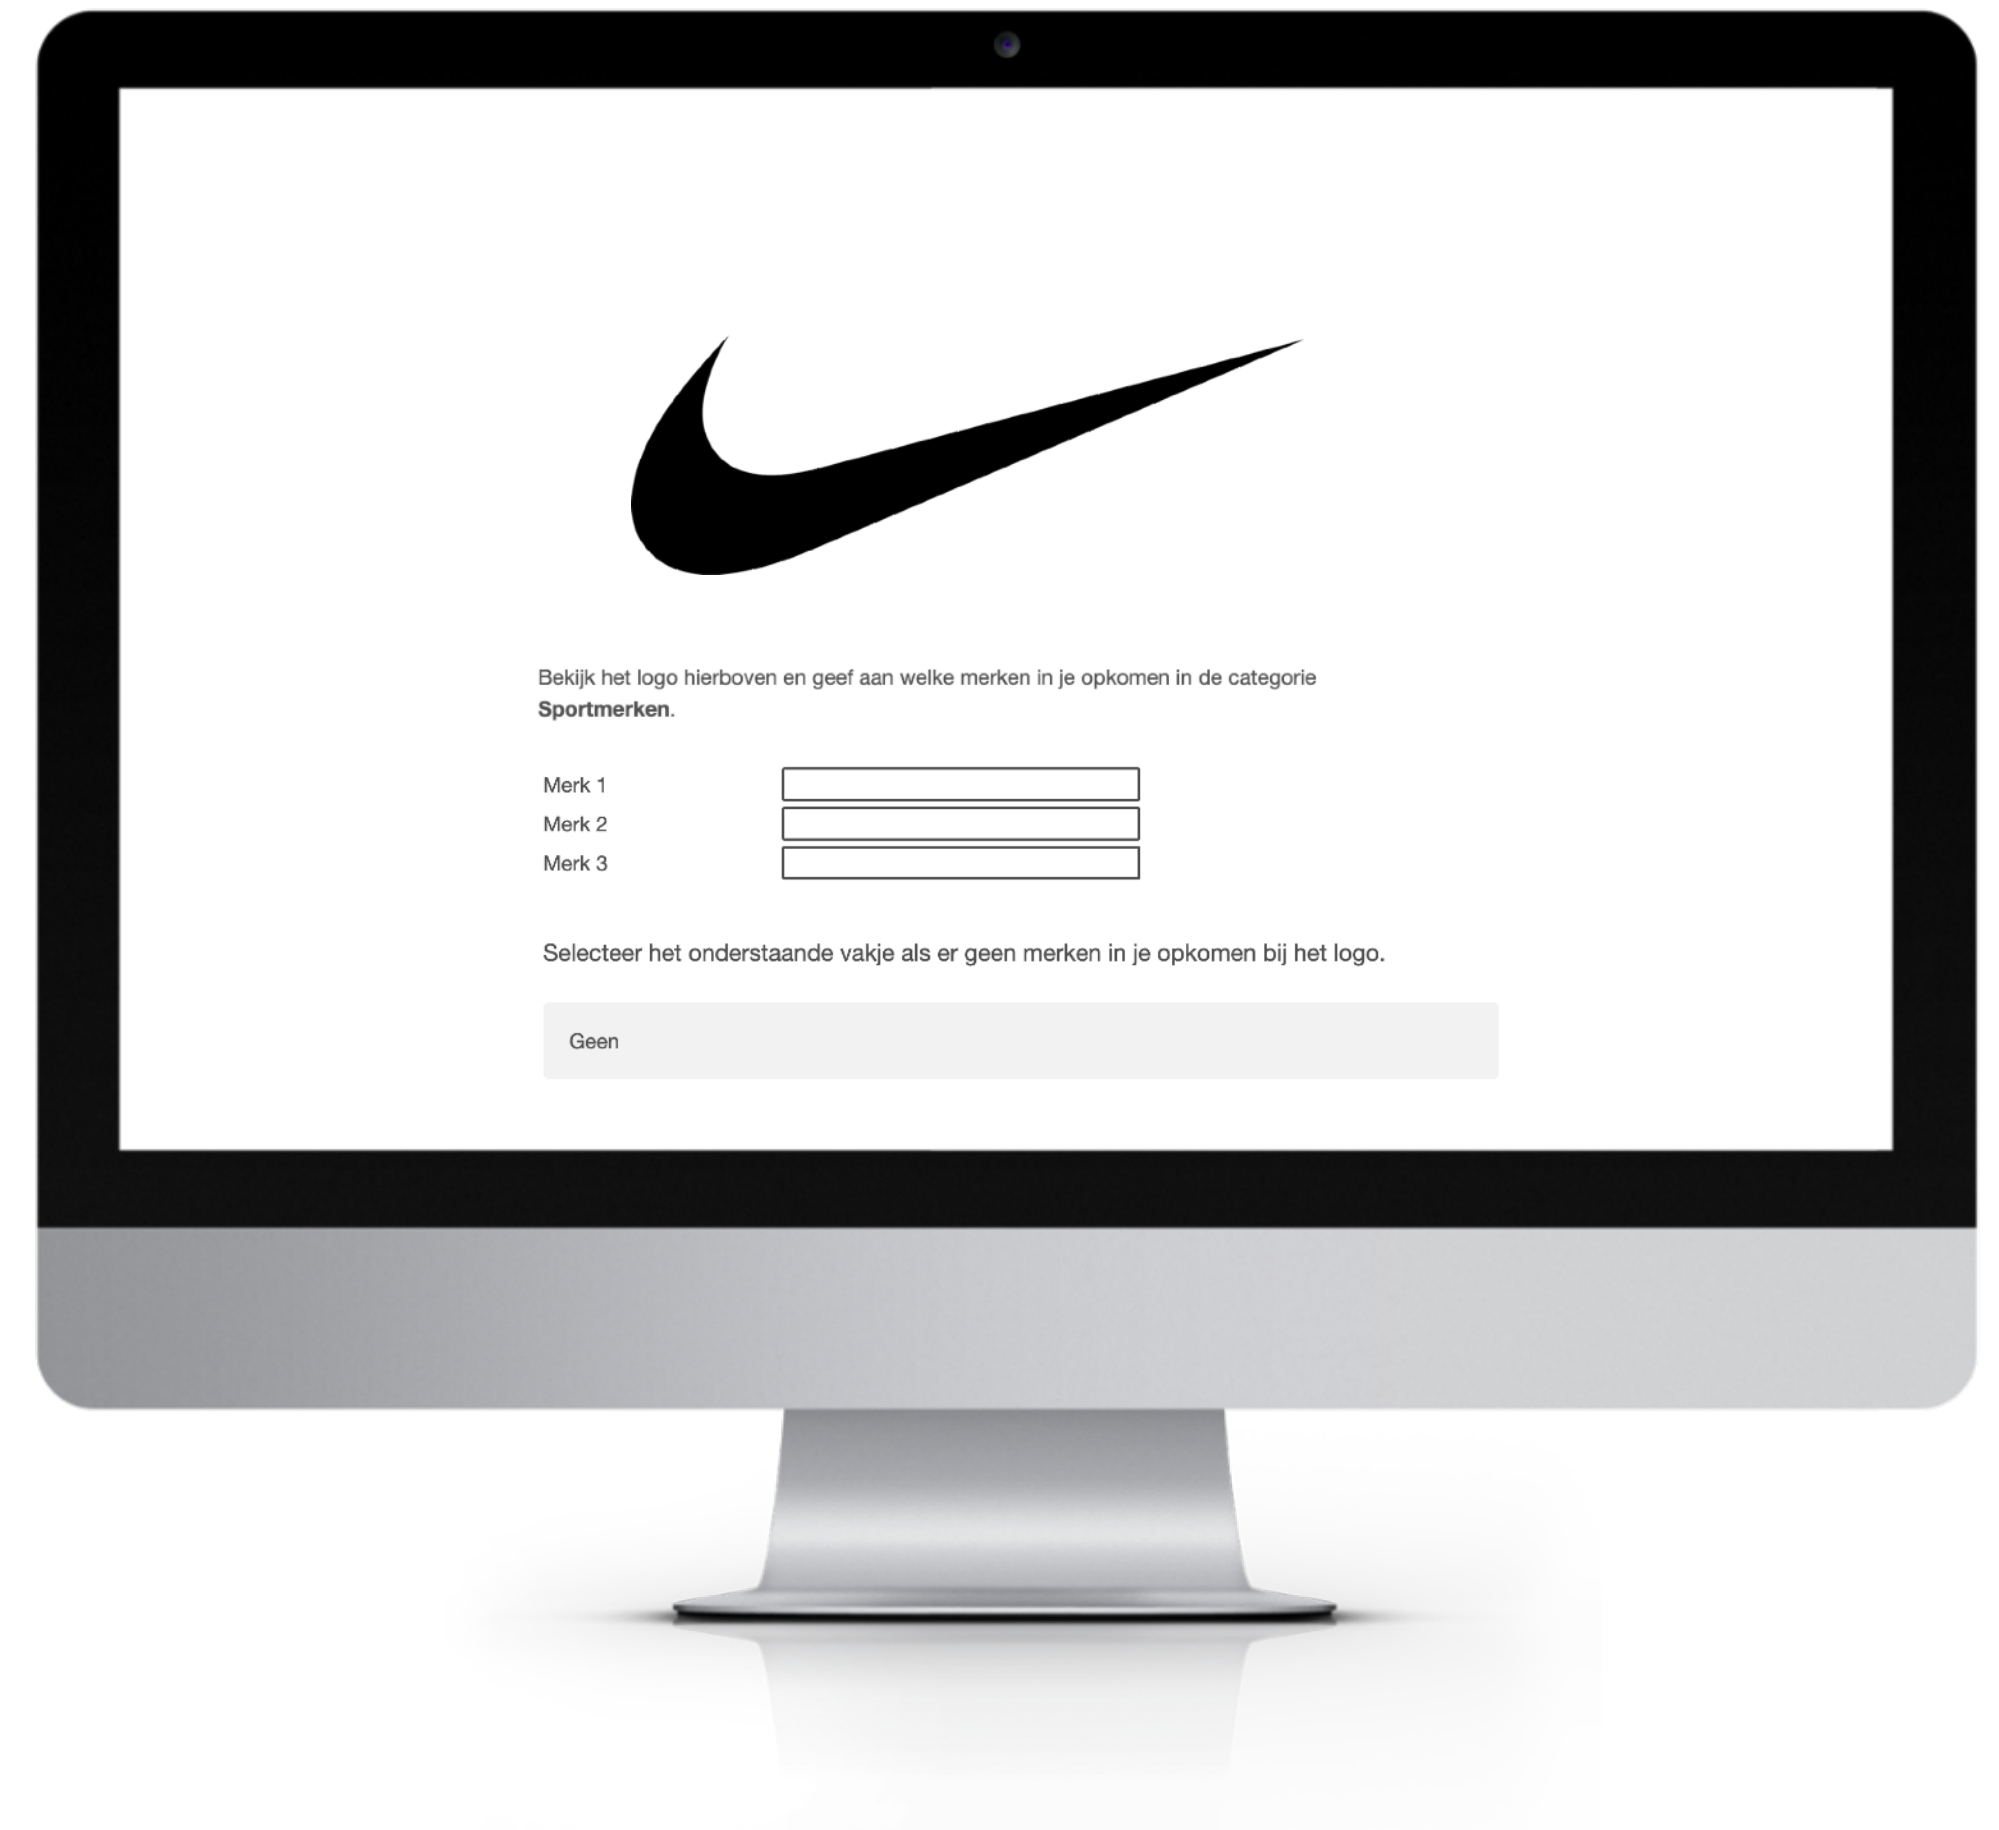 Bekijk het logo hierboven en geef aan welke merken in je opkomen in de categorie
Sportmerken.
Merk 1
Merk 2
Merk 3
Selecteer het onderstaande vakje als er geen merken in je opkomen bij het logo.
Geen